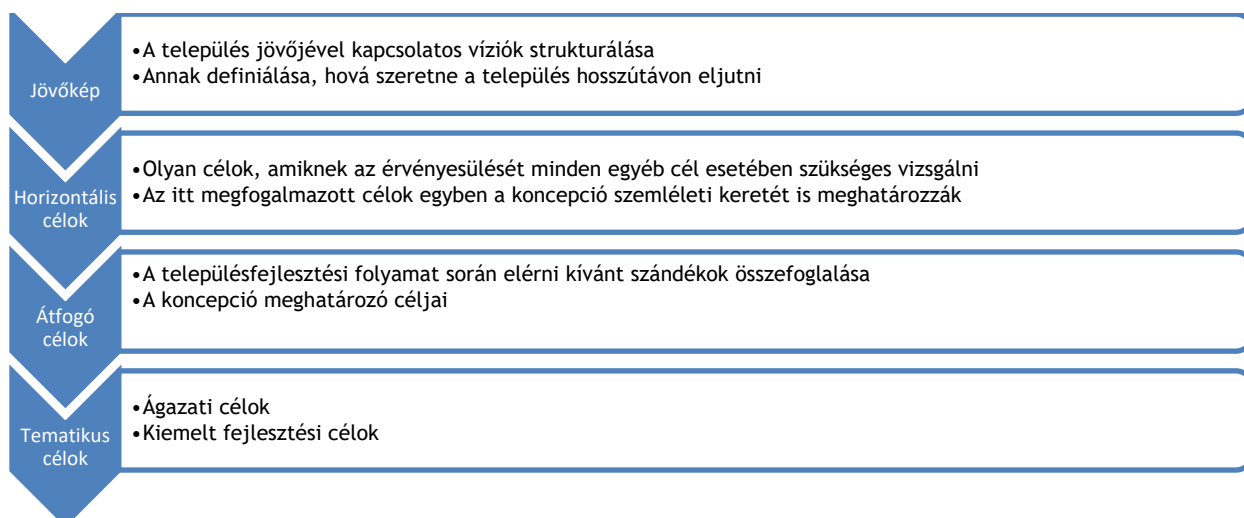 Jövőkép
•A település jövőjével kapcsolatos víziók strukturálása
•Annak definiálása, hová szeretne a település hosszútávon eljutni
Horizontális
célok
•Olyan célok, amiknek az érvényesülését minden egyéb cél esetében szükséges vizsgálni
•Az itt megfogalmazott célok egyben a koncepció szemléleti keretét is meghatározzák
Átfogó
célok
•A településfejlesztési folyamat során elérni kívánt szándékok összefoglalása
•A koncepció meghatározó céljai
Tematikus
célok
•Ágazati célok
•Kiemelt fejlesztési célok